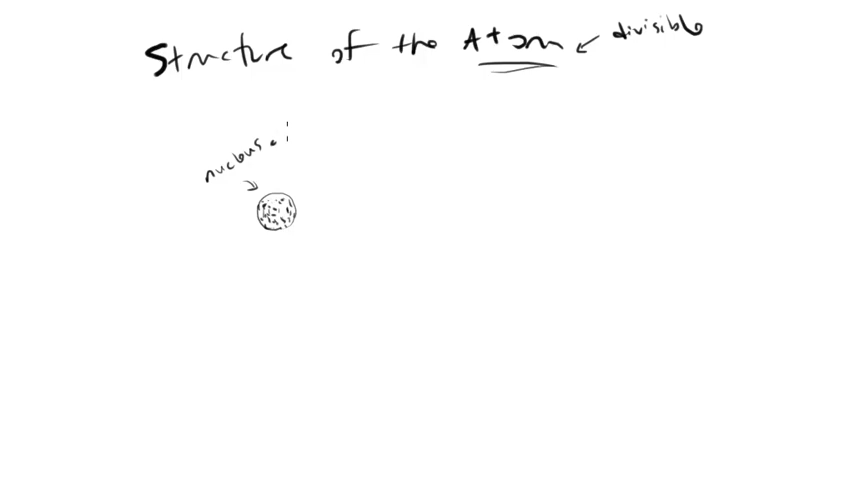 Structure of the Atom
divisible
nucleus